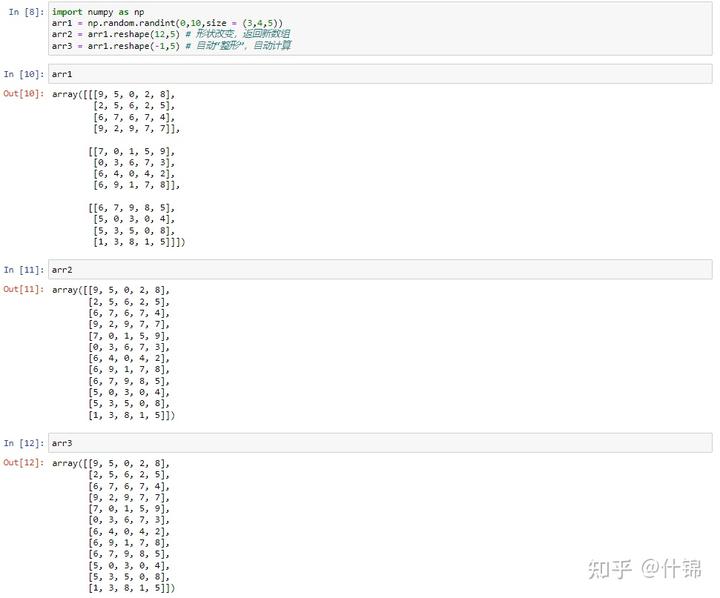 In [8]: import numpy as np
arr1 = np.random.randint(0,10,size = (3,4,5))
arr2 = arr1.reshape(12,5) # 形状改变，返回新数组
arr3 = arr1.reshape(-1,5) # 自动“整形”，自动计算
In [10]: arr1
Out[10]: array([[[9, 5, 0, 2, 8],
[2, 5, 6, 2, 5],
[6, 7, 6, 7, 4],
[9, 2, 9, 7, 7]],
[[7, 0, 1, 5, 9],
[0, 3, 6, 7, 3],
[6, 4, 0, 4, 2],
[6, 9, 1, 7, 8]],
[[6, 7, 9, 8, 5],
[5, 0, 3, 0, 4],
[5, 3, 5, 0, 8],
[1, 3, 8, 1, 5]]])
In [11]: arr2
Out[11]: array([[9, 5, 0, 2, 8],
[2, 5, 6, 2, 5],
[6, 7, 6, 7, 4],
[9, 2, 9, 7, 7],
[7, 0, 1, 5, 9],
[0, 3, 6, 7, 3],
[6, 4, 0, 4, 2],
[6, 9, 1, 7, 8],
[6, 7, 9, 8, 5],
[5, 0, 3, 0, 4],
[5, 3, 5, 0, 8],
[1, 3, 8, 1, 5]])
In [12]: arr3
Out[12]: array([[9, 5, 0, 2, 8],
[2, 5, 6, 2, 5],
[6, 7, 6, 7, 4],
[9, 2, 9, 7, 7],
[7, 0, 1, 5, 9],
[0, 3, 6, 7, 3],
[6, 4, 0, 4, 2],
[6, 9, 1, 7, 8],
[6, 7, 9, 8, 5],
[5, 0, 3, 0, 4],
[5, 3, 5, 0, 8],
[1, 3, 8, 1, 5]])
知乎 @什锦